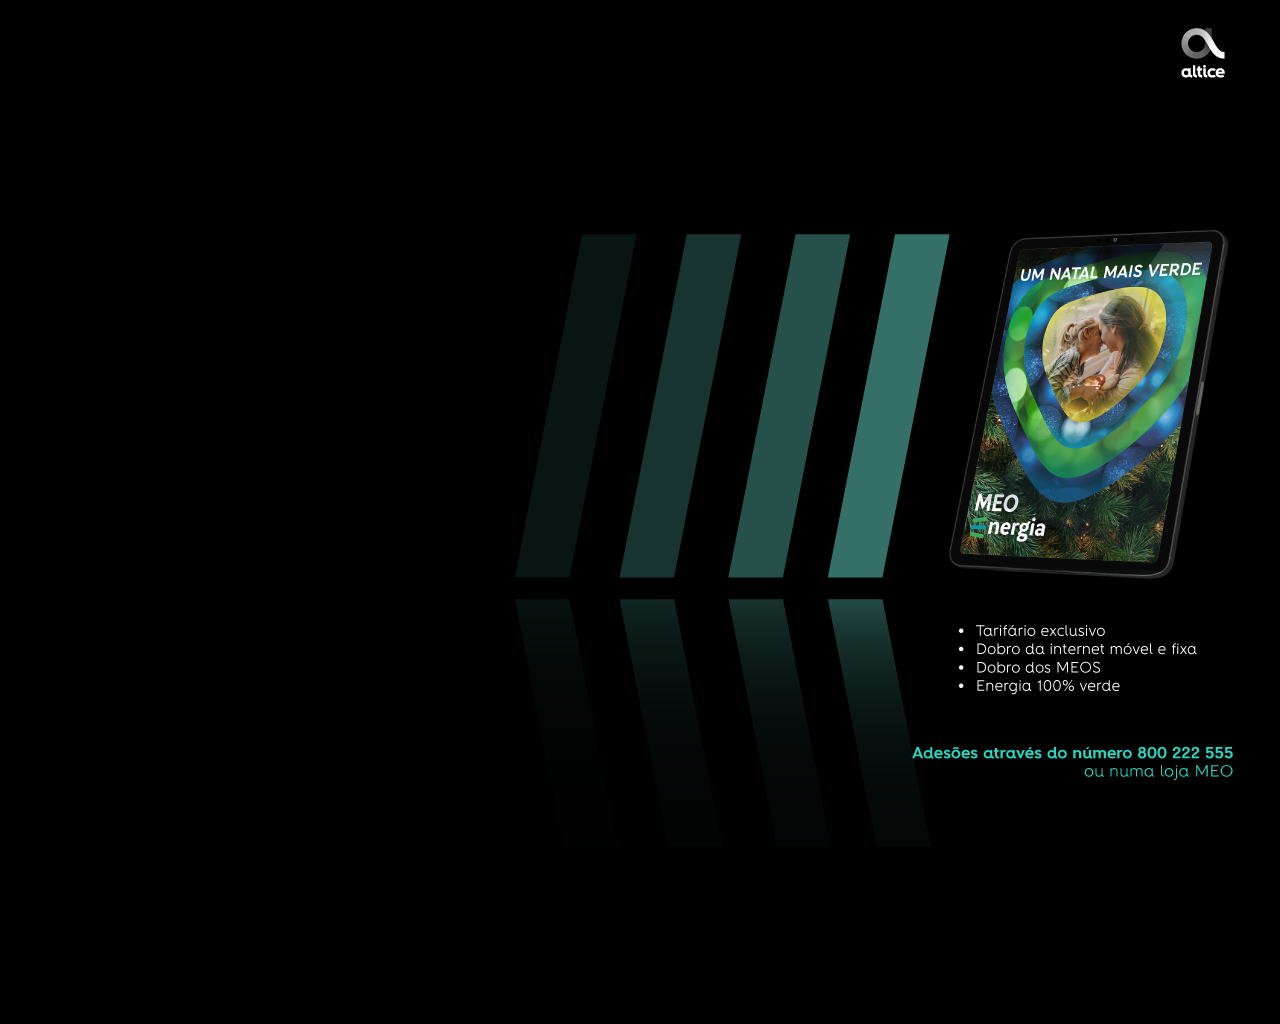 altice
UM NATAL MAIS VERDE
MEO
Energia
• Tarifário exclusivo
• Dobro da internet móvel e fixa
• Dobro dos MEOS
• Energia 100% verde
Adesões através do número 800 222 555
ou numa loja MEO